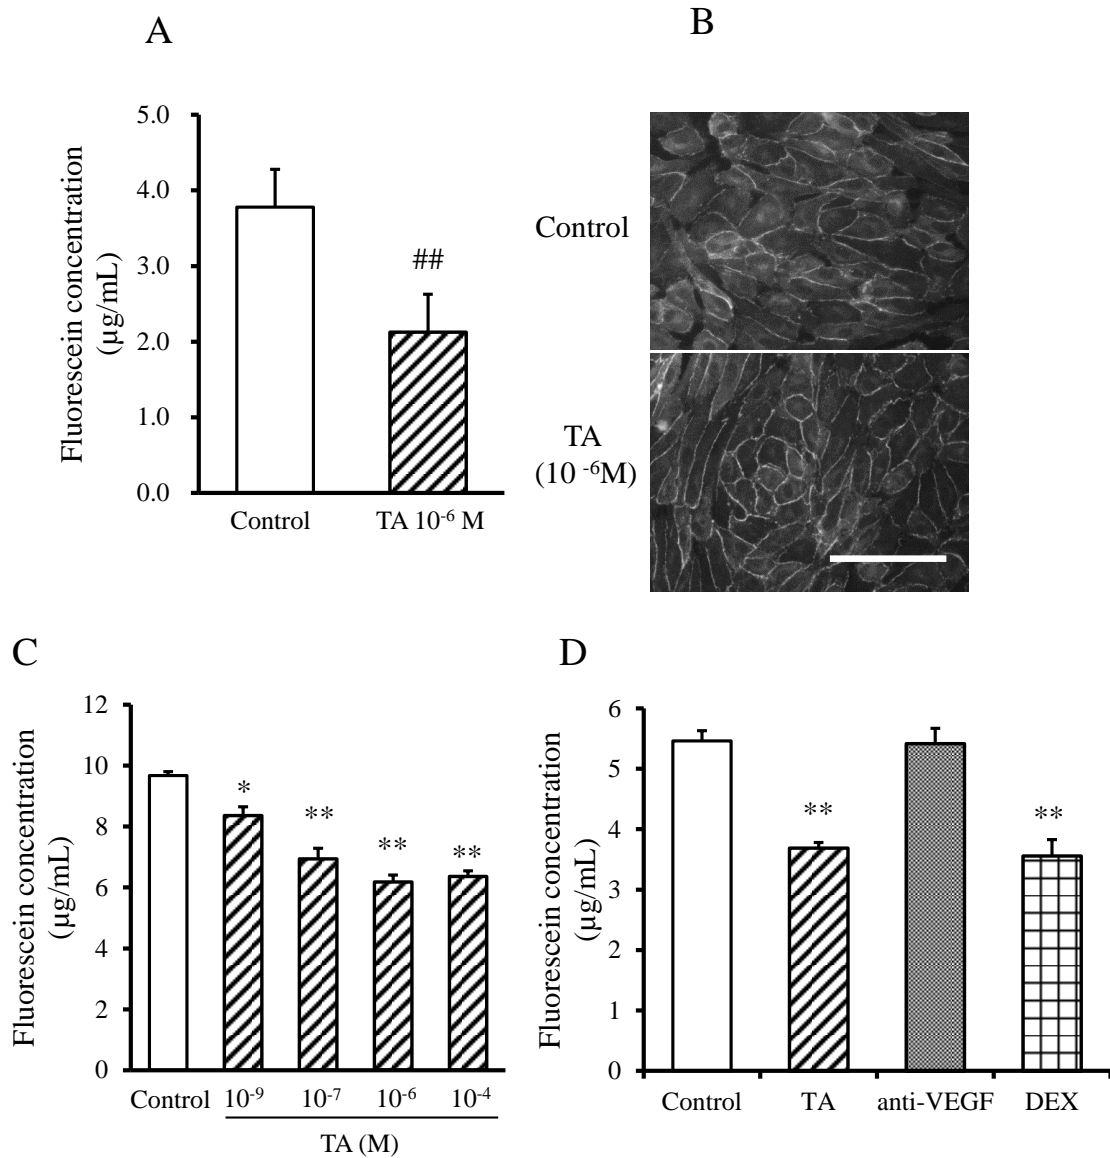 A
Fluorescein concentration
(µg/mL)
5.0
4.0
3.0
2.0
1.0
0.0
##
Control
TA 10⁻⁶ M
B
Control
TA
(10 ⁻⁶M)
C
Fluorescein concentration
(µg/mL)
12
10
8
6
4
2
0
*
**
**
**
Control
10⁻⁹
10⁻⁷
10⁻⁶
10⁻⁴
TA (M)
D
Fluorescein concentration
(µg/mL)
6
5
4
3
2
1
0
**
**
Control
TA
anti-VEGF
DEX